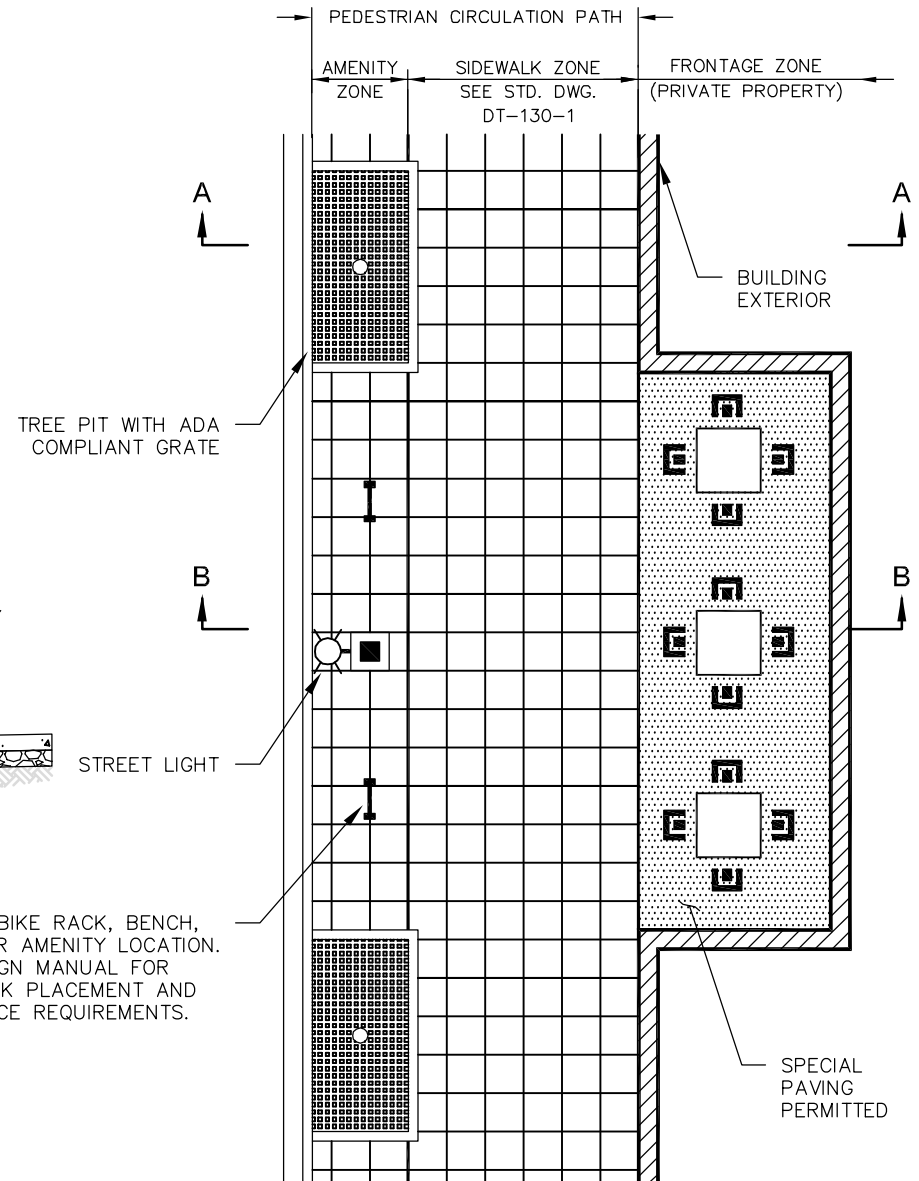 PEDESTRIAN CIRCULATION PATH
AMENITY
ZONE
SIDEWALK ZONE
SEE STD. DWG.
DT-130-1
FRONTAGE ZONE
(PRIVATE PROPERTY)
A
A
BUILDING
EXTERIOR
TREE PIT WITH ADA
COMPLIANT GRATE
B
B
STREET LIGHT
BIKE RACK, BENCH,
R AMENITY LOCATION.
GN MANUAL FOR
K PLACEMENT AND
CE REQUIREMENTS.
SPECIAL
PAVING
PERMITTED